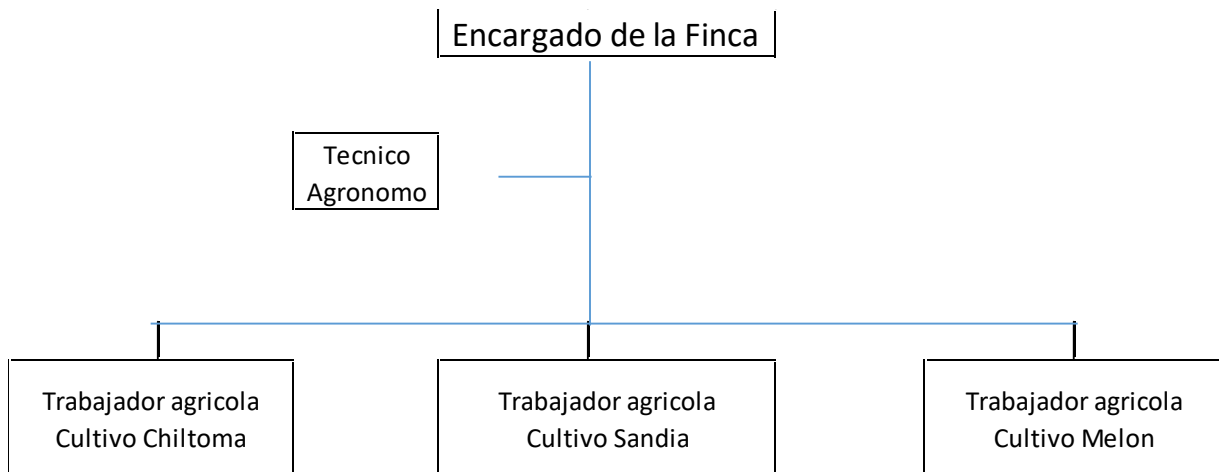 Encargado de la Finca
Tecnico
Agronomo
Trabajador agricola
Cultivo Chiltoma
Trabajador agricola
Cultivo Sandia
Trabajador agricola
Cultivo Melon